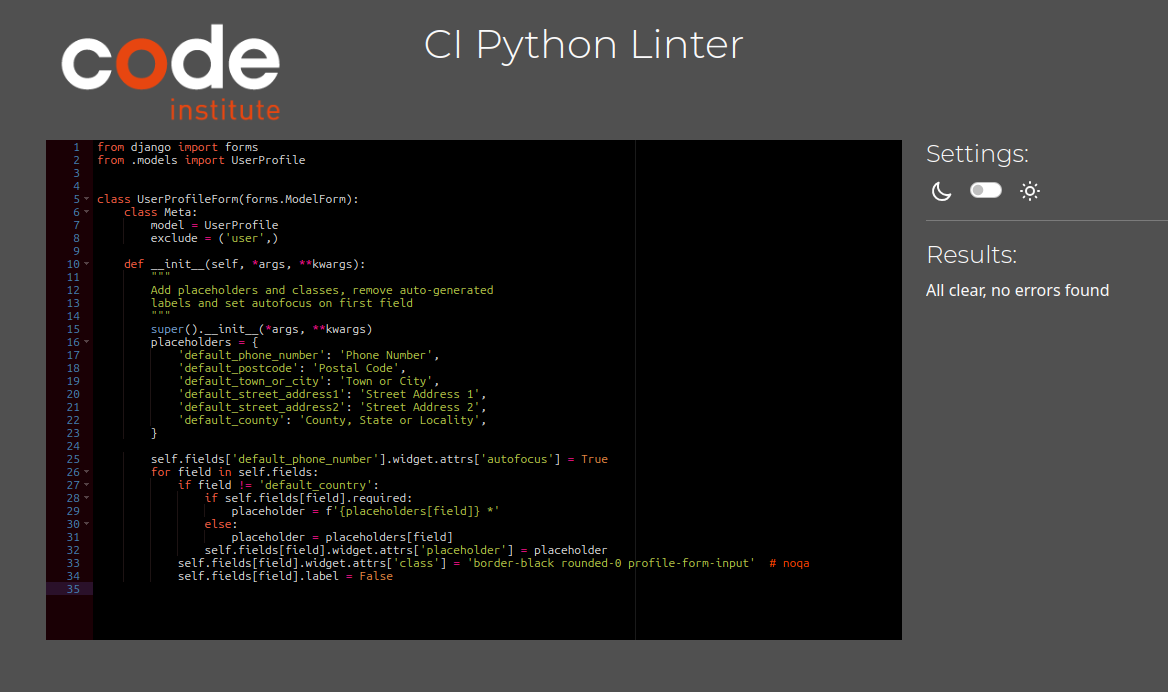 code
institute
CI Python Linter
1 from django import forms
2 from .models import UserProfile
3
4
5 class UserProfileForm(forms.ModelForm):
6     class Meta:
7         model = UserProfile
8         exclude = ('user',)
9
10     def __init__(self, *args, **kwargs):
11         """
12         Add placeholders and classes, remove auto-generated
13         labels and set autofocus on first field
14         """
15         super().__init__(*args, **kwargs)
16         placeholders = {
17             'default_phone_number': 'Phone Number',
18             'default_postcode': 'Postal Code',
19             'default_town_or_city': 'Town or City',
20             'default_street_address1': 'Street Address 1',
21             'default_street_address2': 'Street Address 2',
22             'default_county': 'County, State or Locality',
23         }
24
25         self.fields['default_phone_number'].widget.attrs['autofocus'] = True
26         for field in self.fields:
27             if field != 'default_country':
28                 if self.fields[field].required:
29                     placeholder = f'{placeholders[field]} *'
30                 else:
31                     placeholder = placeholders[field]
32                 self.fields[field].widget.attrs['placeholder'] = placeholder
33             self.fields[field].widget.attrs['class'] = 'border-black rounded-0 profile-form-input'  # noqa
34             self.fields[field].label = False
35
Settings:
Results:
All clear, no errors found